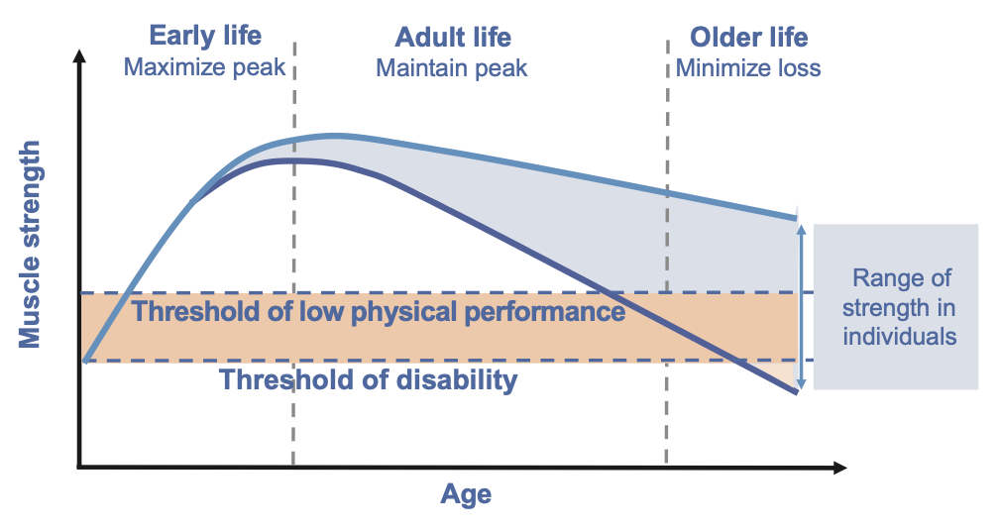 Early life
Maximize peak
Adult life
Maintain peak
Older life
Minimize loss
Muscle strength
Threshold of low physical performance
Threshold of disability
Range of
strength in
individuals
Age